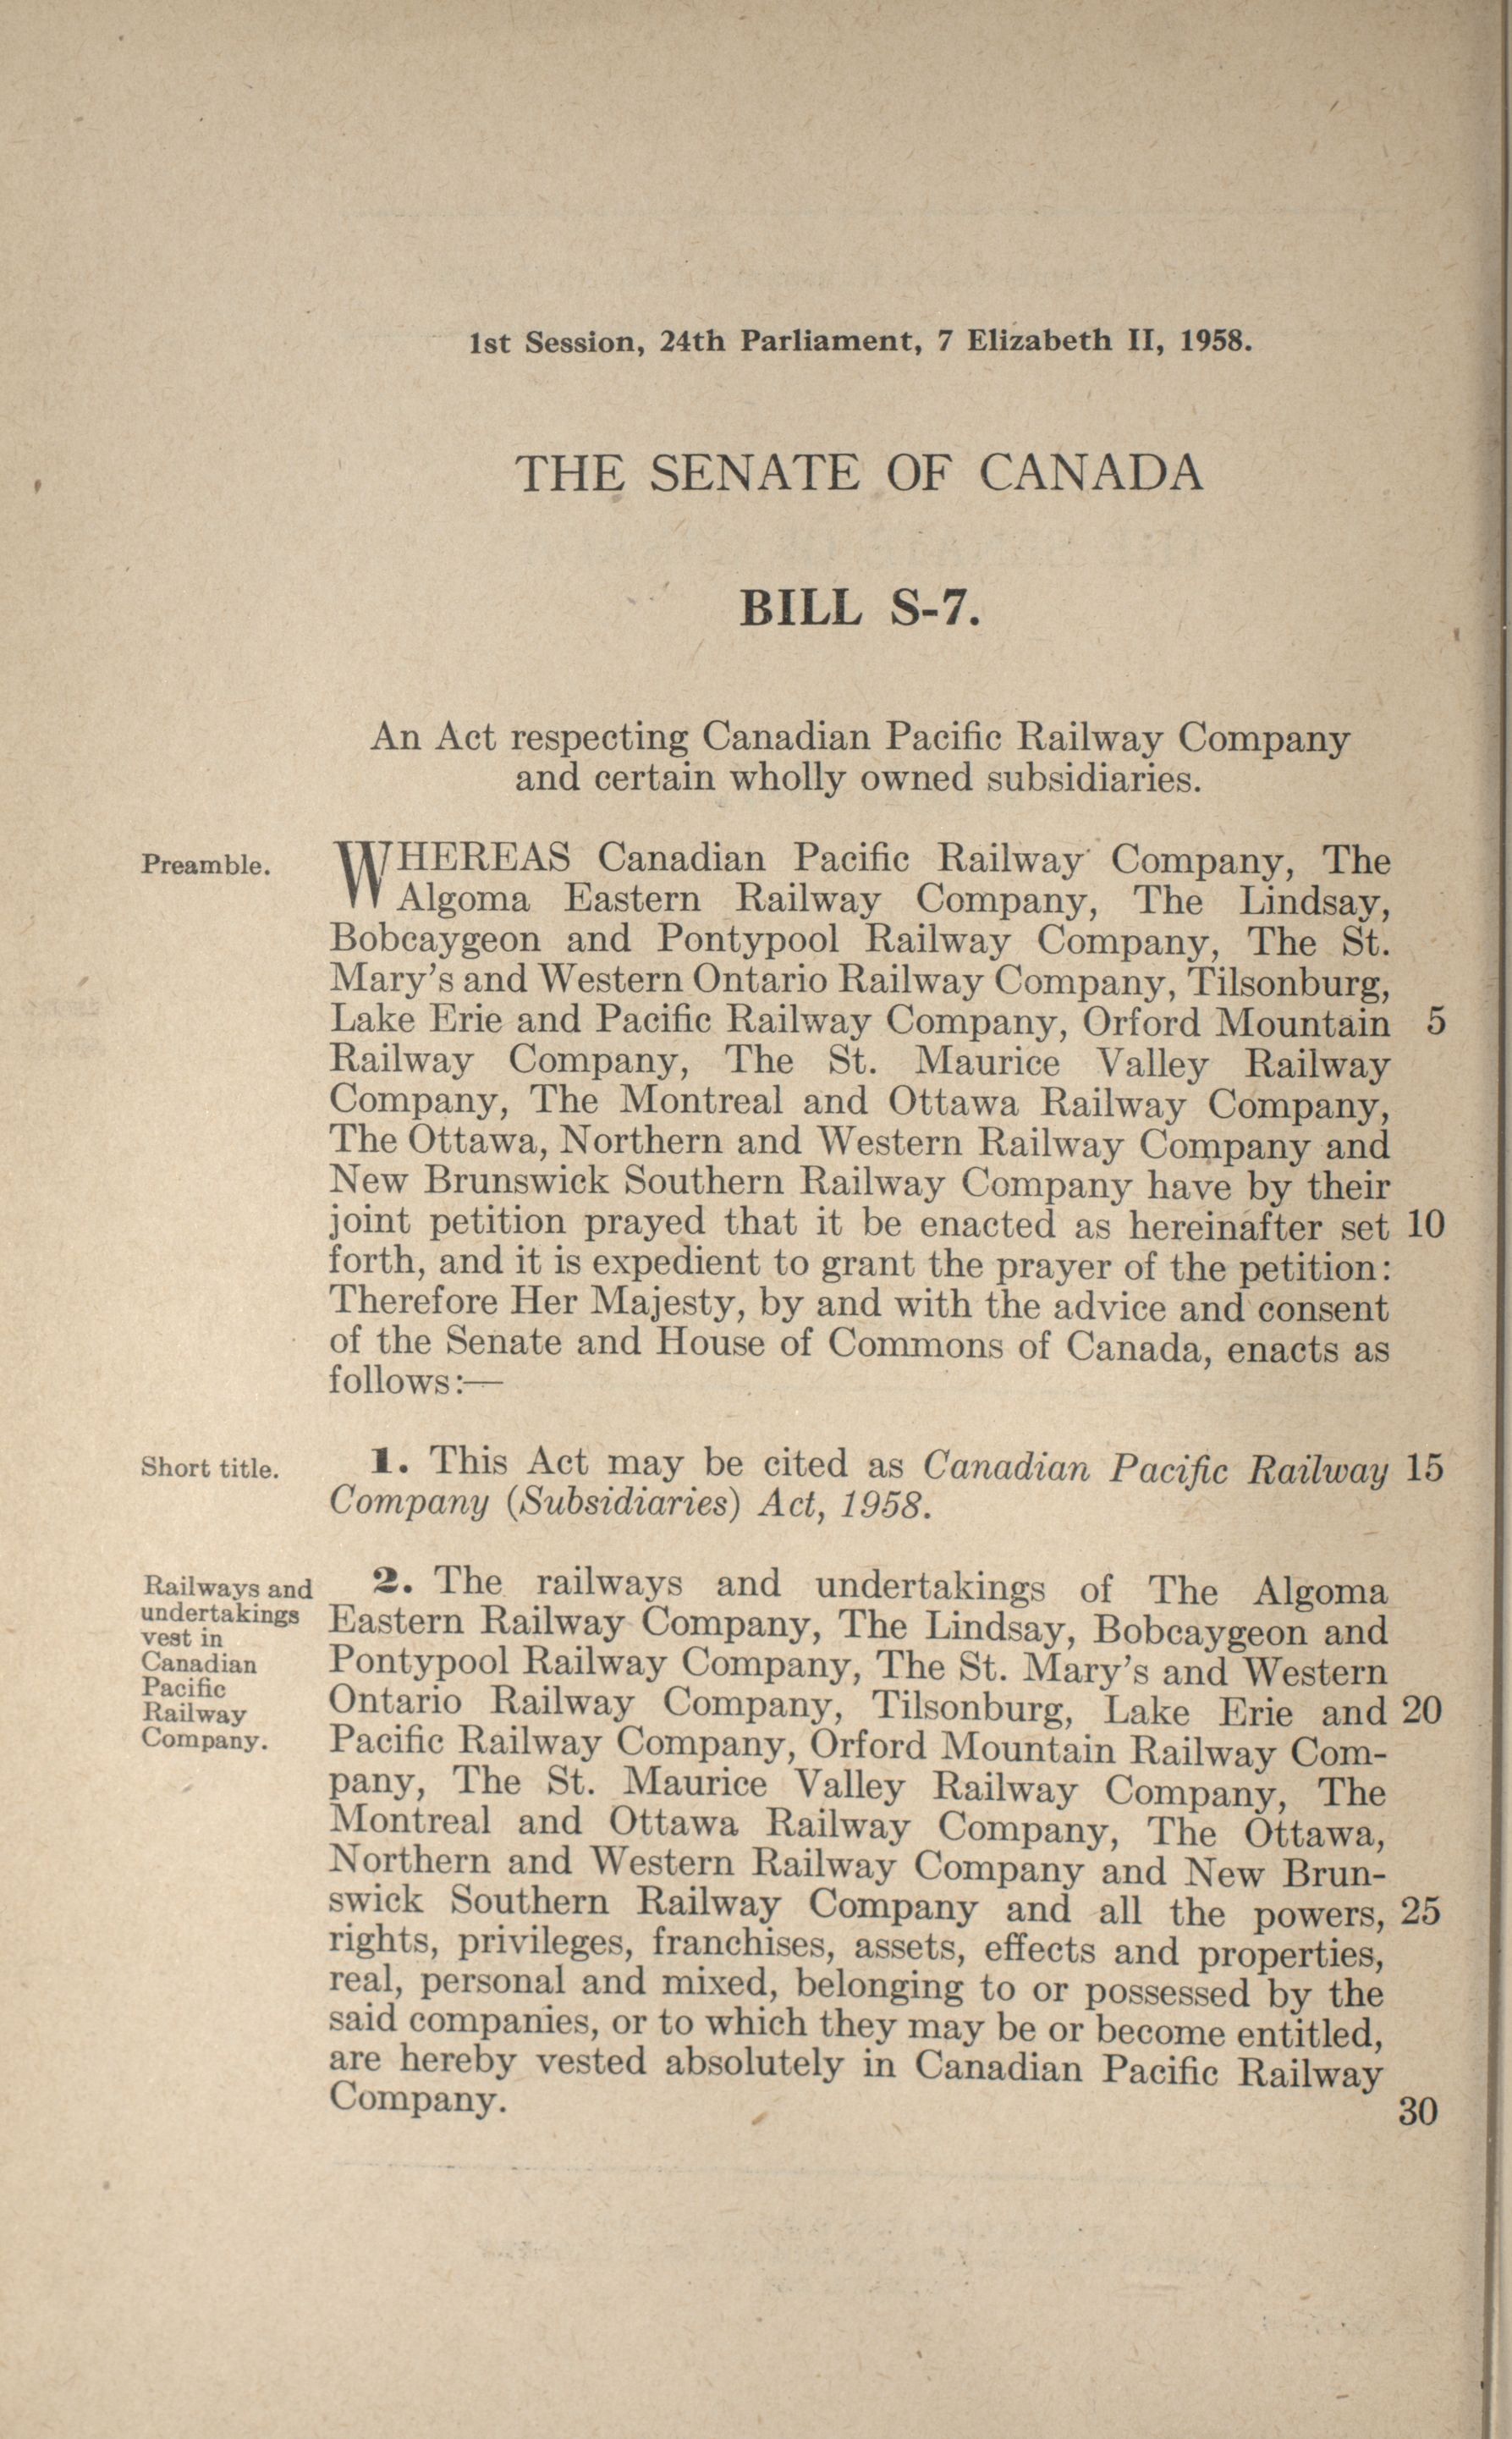 1st Session, 24th Parliament, 7 Elizabeth II, 1958.
THE SENATE OF CANADA
BILL S-7.
An Act respecting Canadian Pacific Railway Company
and certain wholly owned subsidiaries.
Preamble.
WHEREAS Canadian Pacific Railway Company, The
Algoma Eastern Railway Company, The Lindsay,
Bobcaygeon and Pontypool Railway Company, The St.
Mary's and Western Ontario Railway Company, Tilsonburg,
Lake Erie and Pacific Railway Company, Orford Mountain 5
Railway Company, The St. Maurice Valley Railway
Company, The Montreal and Ottawa Railway Company,
The Ottawa, Northern and Western Railway Company and
New Brunswick Southern Railway Company have by their
joint petition prayed that it be enacted as hereinafter set 10
forth, and it is expedient to grant the prayer of the petition:
Therefore Her Majesty, by and with the advice and consent
of the Senate and House of Commons of Canada, enacts as
follows:—
Short title.
1. This Act may be cited as Canadian Pacific Railway 15
Company (Subsidiaries) Act, 1958.
Railways and
undertakings
vest in
Canadian
Pacific
Railway
Company.
2. The railways and undertakings of The Algoma
Eastern Railway Company, The Lindsay, Bobcaygeon and
Pontypool Railway Company, The St. Mary's and Western
Ontario Railway Company, Tilsonburg, Lake Erie and 20
Pacific Railway Company, Orford Mountain Railway Com-
pany, The St. Maurice Valley Railway Company, The
Montreal and Ottawa Railway Company, The Ottawa,
Northern and Western Railway Company and New Brun-
swick Southern Railway Company and all the powers, 25
rights, privileges, franchises, assets, effects and properties,
real, personal and mixed, belonging to or possessed by the
said companies, or to which they may be or become entitled,
are hereby vested absolutely in Canadian Pacific Railway
Company. 30